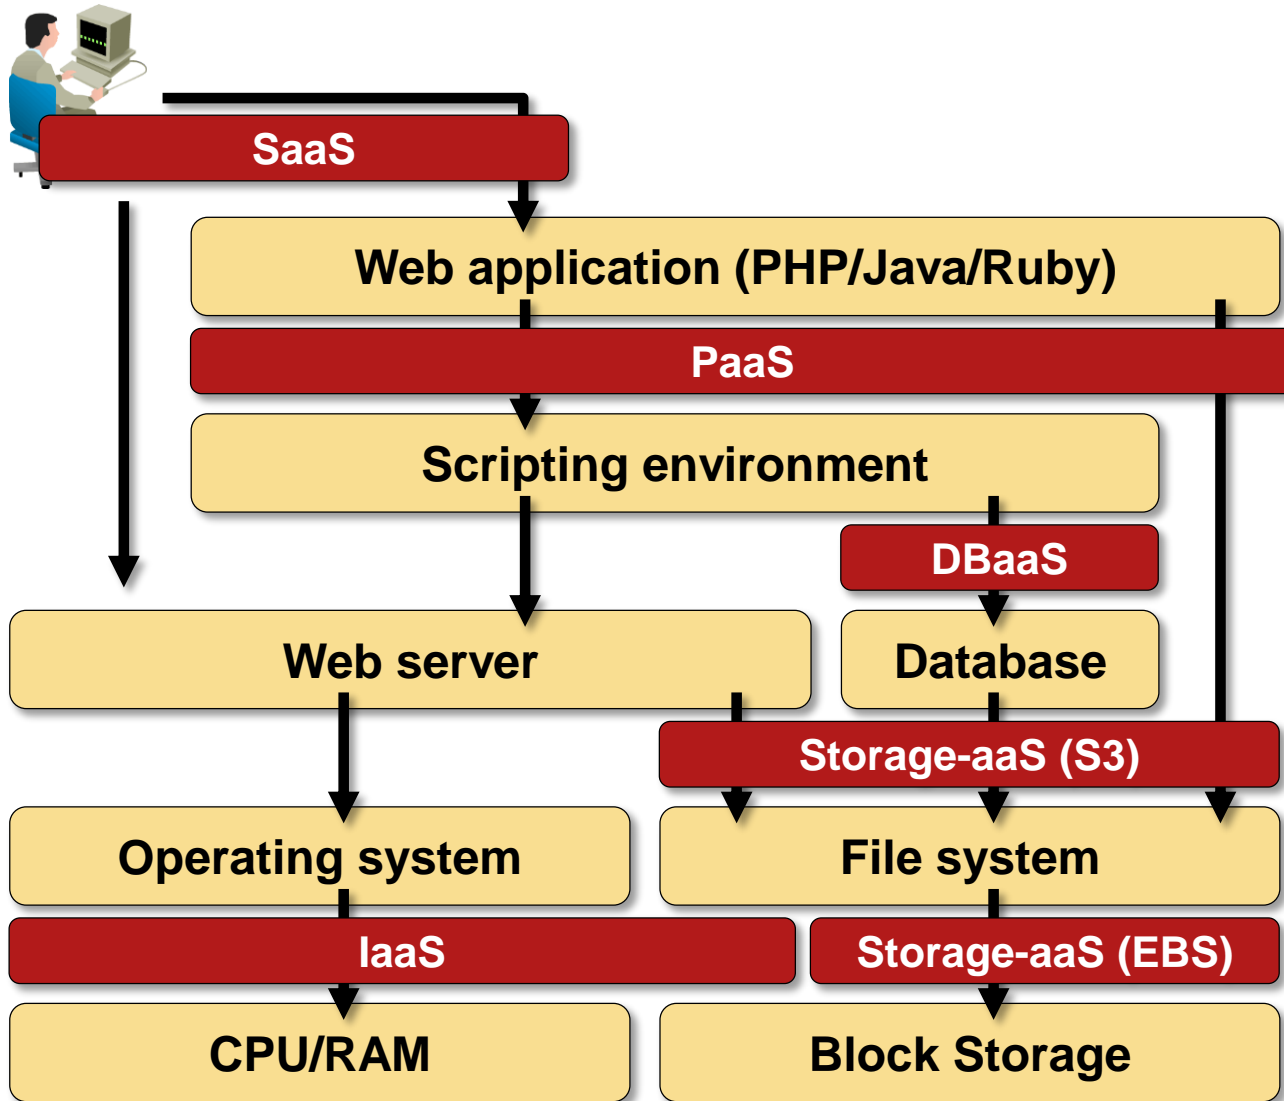 SaaS
Web application (PHP/Java/Ruby)
PaaS
Scripting environment
DBaaS
Web server
Database
Storage-aaS (S3)
Operating system
File system
IaaS
Storage-aaS (EBS)
CPU/RAM
Block Storage